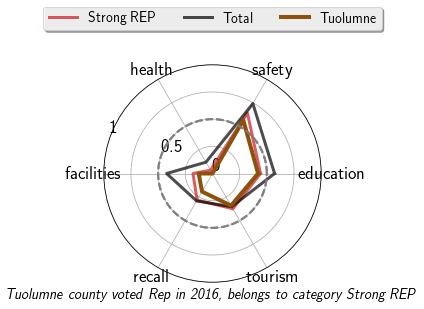 Strong REP Total Tuolumne
health safety
1
0.5
0
facilities education
recall tourism
Tuolumne county voted Rep in 2016, belongs to category Strong REP